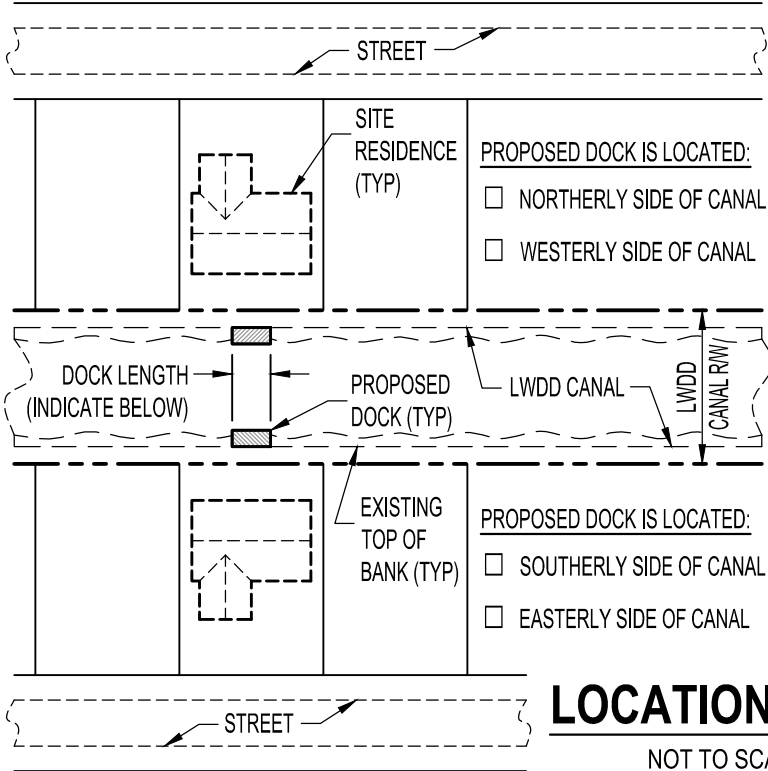 STREET
SITE
RESIDENCE
(TYP)
PROPOSED DOCK IS LOCATED:
NORTHERLY SIDE OF CANAL
WESTERLY SIDE OF CANAL
DOCK LENGTH
(INDICATE BELOW)
PROPOSED
DOCK (TYP)
LWDD CANAL
LWDD
CANAL R/W
EXISTING
TOP OF
BANK (TYP)
PROPOSED DOCK IS LOCATED:
SOUTHERLY SIDE OF CANAL
EASTERLY SIDE OF CANAL
STREET
LOCATION
NOT TO